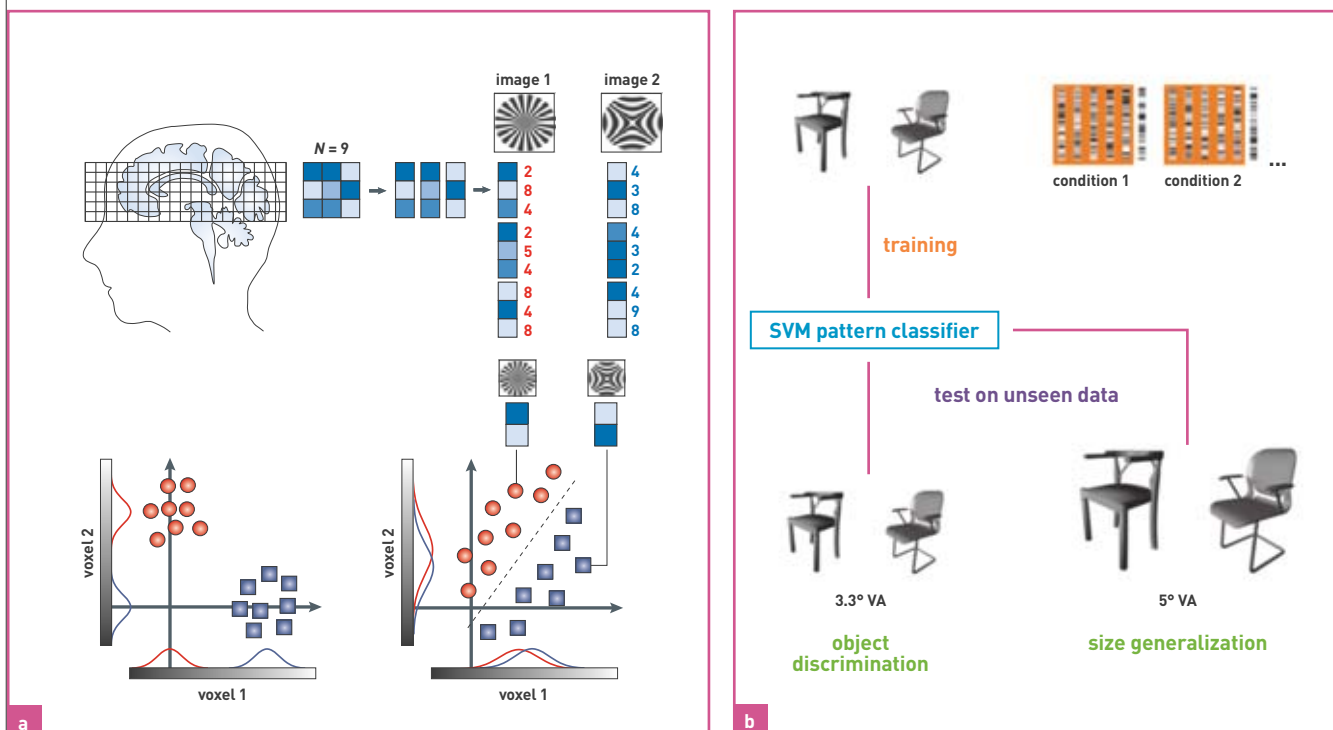 image 1
image 2
N = 9
2
8
4
2
5
4
8
4
8
4
3
8
4
3
2
4
9
8
voxel 2
voxel 1
voxel 2
voxel 1
a
condition 1
condition 2
...
training
SVM pattern classifier
test on unseen data
3.3° VA
5° VA
object
discrimination
size generalization
b